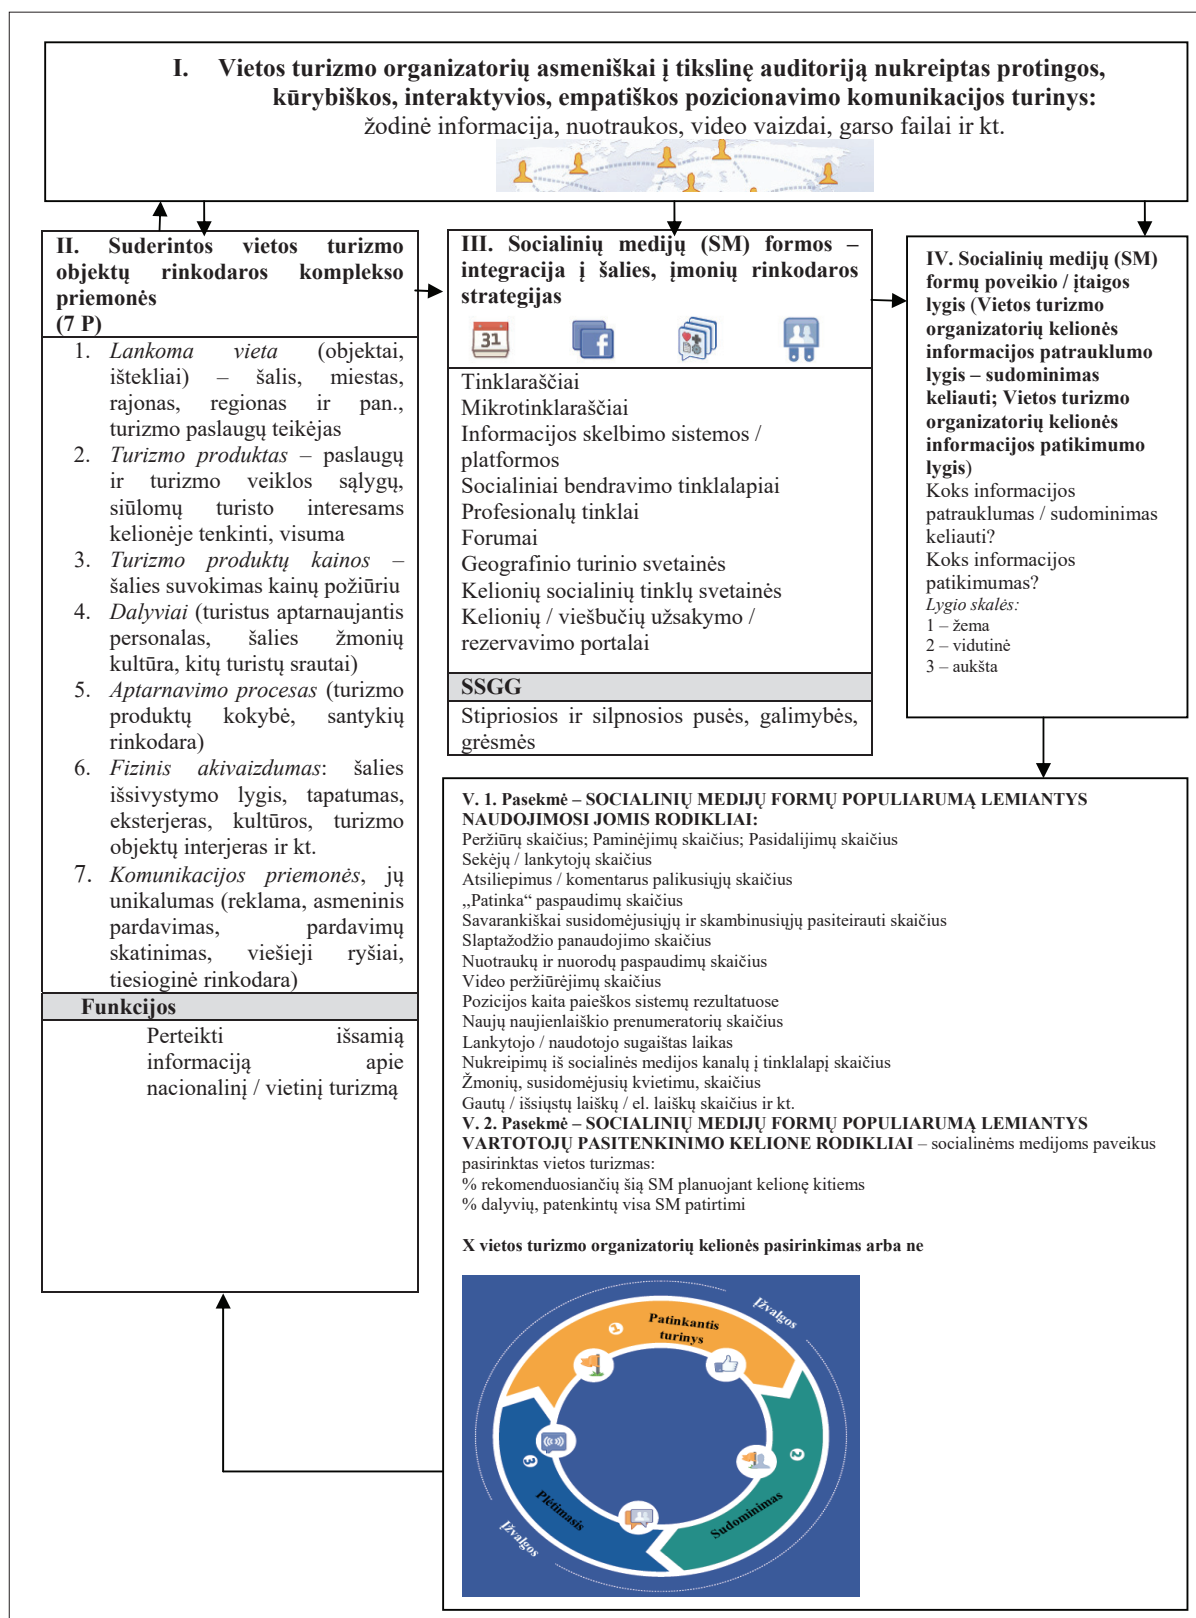 I. Vietos turizmo organizatorių asmeniškai į tikslinę auditoriją nukreiptas protingos,
kūrybiškos, interaktyvios, empatiškos pozicionavimo komunikacijos turinys:
žodinė informacija, nuotraukos, video vaizdai, garso failai ir kt.
II. Suderintos vietos turizmo
objektų rinkodaros komplekso
priemonės
(7 P)
1. Lankoma vieta (objektai,
ištekliai) – šalis, miestas,
rajonas, regionas ir pan.,
turizmo paslaugų teikėjas
2. Turizmo produktas – paslaugų
ir turizmo veiklos sąlygų,
siūlomų turisto interesams
kelionėje tenkinti, visuma
3. Turizmo produktų kainos –
šalies suvokimas kainų požiūriu
4. Dalyviai (turistus aptarnaujantis
personalas, šalies žmonių
kultūra, kitų turistų srautai)
5. Aptarnavimo procesas (turizmo
produktų kokybė, santykių
rinkodara)
6. Fizinis akivaizdumas: šalies
išsivystymo lygis, tapatumas,
eksterjeras, kultūros, turizmo
objektų interjeras ir kt.
7. Komunikacijos priemonės, jų
unikalumas (reklama, asmeninis
pardavimas, pardavimų
skatinimas, viešieji ryšiai,
tiesioginė rinkodara)
Funkcijos
Perteikti išsamią
informaciją apie
nacionalinį / vietinį turizmą
III. Socialinių medijų (SM) formos –
integracija į šalies, įmonių rinkodaros
strategijas
31
Tinklaraščiai
Mikrotinklaraščiai
Informacijos skelbimo sistemos /
platformos
Socialiniai bendravimo tinklalapiai
Profesionalų tinklai
Forumai
Geografinio turinio svetainės
Kelionių socialinių tinklų svetainės
Kelionių / viešbučių užsakymo /
rezervavimo portalai
SSGG
Stipriosios ir silpnosios pusės, galimybės,
grėsmės
IV. Socialinių medijų (SM)
formų poveikio / įtaigos
lygis (Vietos turizmo
organizatorių kelionės
informacijos patrauklumo
lygis – sudominimas
keliauti; Vietos turizmo
organizatorių kelionės
informacijos patikimumo
lygis)
Koks informacijos
patrauklumas / sudominimas
keliauti?
Koks informacijos
patikimumas?
Lygio skalės:
1 – žema
2 – vidutinė
3 – aukšta
V. 1. Pasekmė – SOCIALINIŲ MEDIJŲ FORMŲ POPULIARUMĄ LEMIANTYS
NAUDOJIMOSI JOMIS RODIKLIAI:
Peržiūrų skaičius; Paminėjimų skaičius; Pasidalijimų skaičius
Sekėjų / lankytojų skaičius
Atsiliepimus / komentarus palikusiųjų skaičius
„Patinka“ paspaudimų skaičius
Savarankiškai susidomėjusiųjų ir skambinusiųjų pasiteirauti skaičius
Slaptažodžio panaudojimo skaičius
Nuotraukų ir nuorodų paspaudimų skaičius
Video peržiūrėjimų skaičius
Pozicijos kaita paieškos sistemų rezultatuose
Naujų naujienlaiškio prenumeratorių skaičius
Lankytojo / naudotojo sugaištas laikas
Nukreipimų iš socialinės medijos kanalų į tinklalapį skaičius
Žmonių, susidomėjusių kvietimu, skaičius
Gautų / išsiųstų laiškų / el. laiškų skaičius ir kt.
V. 2. Pasekmė – SOCIALINIŲ MEDIJŲ FORMŲ POPULIARUMĄ LEMIANTYS
VARTOTOJŲ PASITENKINIMO KELIONE RODIKLIAI – socialinėms medijoms paveikus
pasirinktas vietos turizmas:
% rekomenduosiančių šią SM planuojant kelionę kitiems
% dalyvių, patenkintų visa SM patirtimi
X vietos turizmo organizatorių kelionės pasirinkimas arba ne
Įžvalgos
1
Patinkantis
turinys
2
Sudominimas
3
Plėtimasis
Įžvalgos